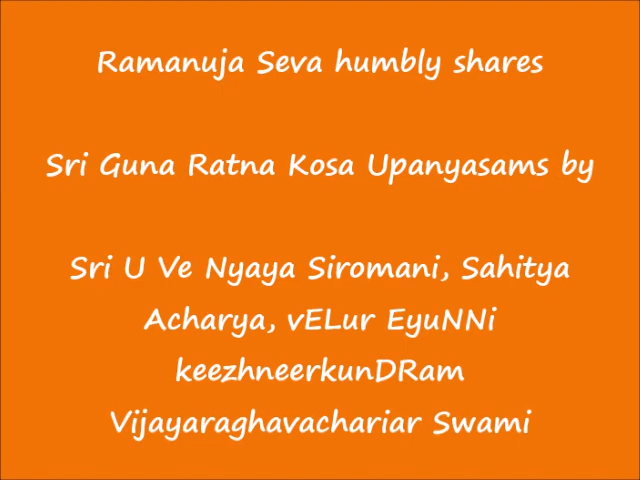 Ramanuja Seva humbly shares
Sri Guna Ratna Kosa Upanyasams by
Sri U Ve Nyaya Siromani, Sahitya
Acharya, vELur EyuNNi
keezhneerkunDRam
Vijayaraghavachariar Swami